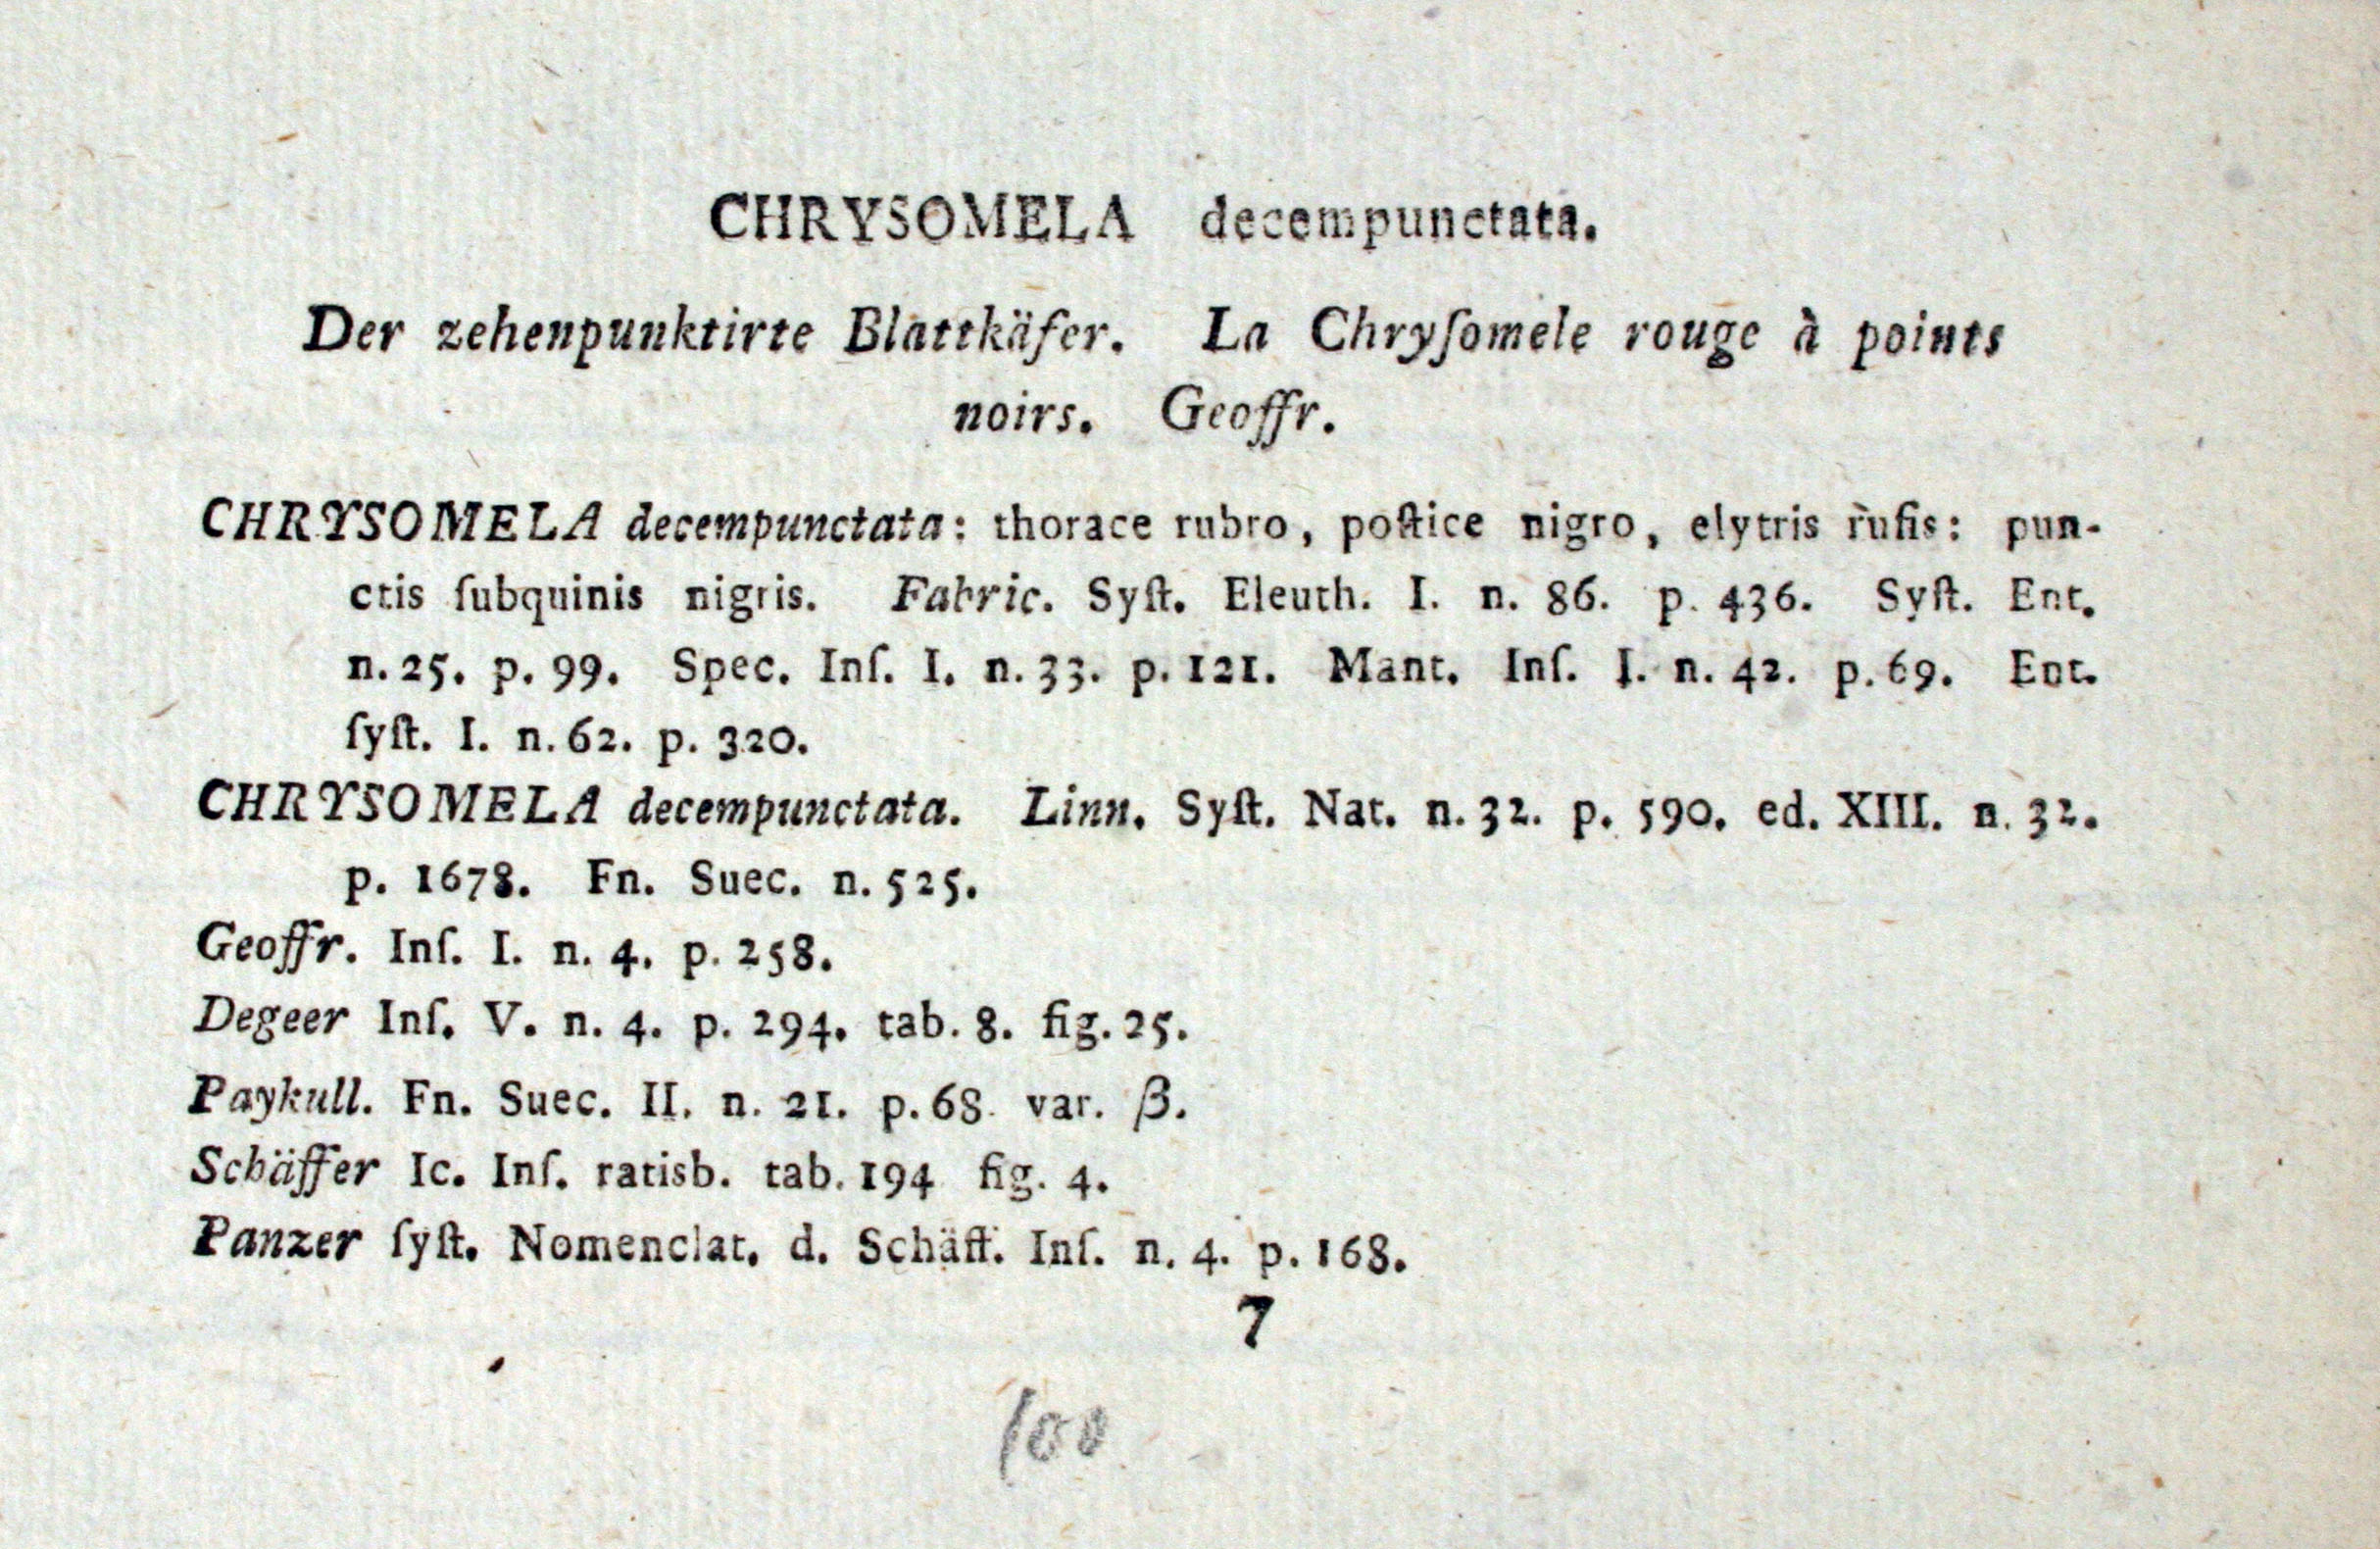 CHRYSOMELA decempunctata.
Der zehenpunktirte Blattkäfer. La Chryſomele rouge à points
noirs. Geoffr.
CHRYSOMELA decempunctata: thorace rubro, poſtice nigro, elytris rufis: pun-
ctis ſubquinis nigris. Fabric. Syſt. Eleuth. I. n. 86. p. 436. Syſt. Ent.
n. 25. p. 99. Spec. Inſ. I. n. 33. p. 121. Mant. Inſ. I. n. 42. p. 69. Ent.
ſyſt. I. n. 62. p. 320.
CHRYSOMELA decempunctata. Linn. Syſt. Nat. n. 32. p. 590. ed. XIII. n. 32.
p. 1678. Fn. Suec. n. 525.
Geoffr. Inſ. I. n. 4. p. 258.
Degeer Inſ. V. n. 4. p. 294. tab. 8. fig. 25.
Paykull. Fn. Suec. II. n. 21. p. 68. var. β.
Schäffer Ic. Inſ. ratisb. tab. 194 fig. 4.
Panzer ſyſt. Nomenclat. d. Schäff. Inſ. n. 4. p. 168.
7
100